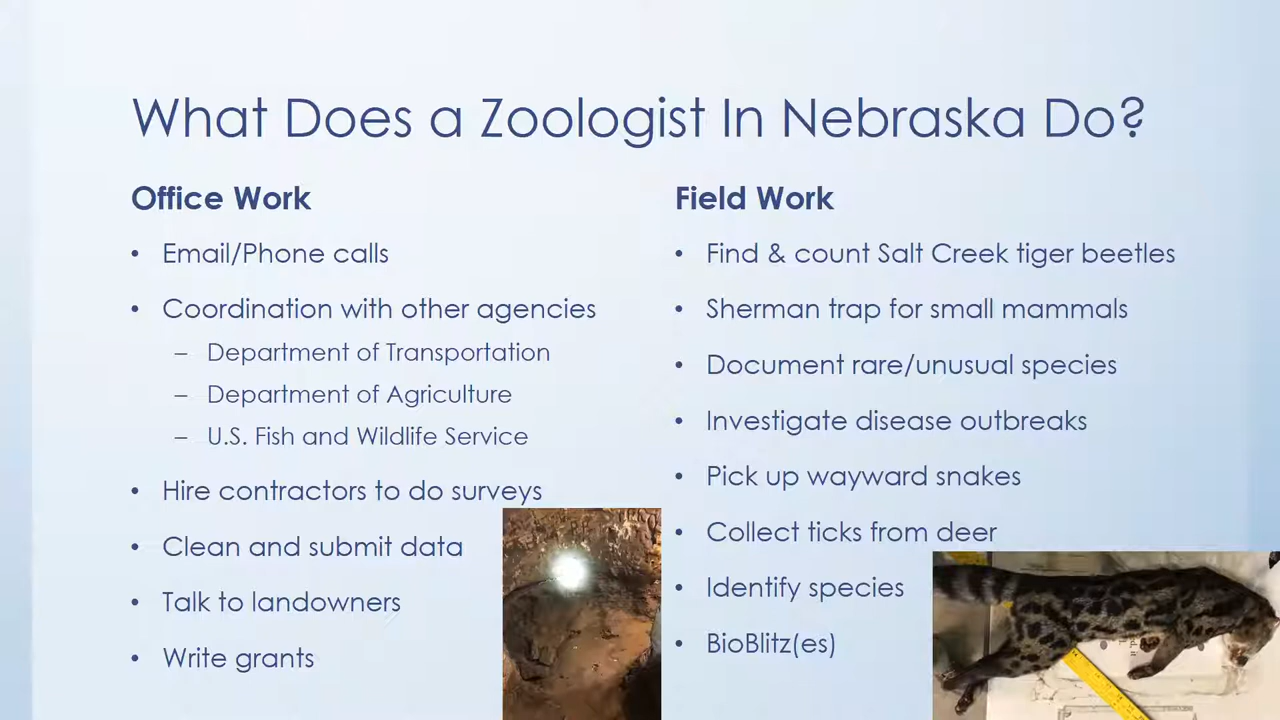 What Does a Zoologist In Nebraska Do?
Office Work
• Email/Phone calls
• Coordination with other agencies
– Department of Transportation
– Department of Agriculture
– U.S. Fish and Wildlife Service
• Hire contractors to do surveys
• Clean and submit data
• Talk to landowners
• Write grants
Field Work
• Find & count Salt Creek tiger beetles
• Sherman trap for small mammals
• Document rare/unusual species
• Investigate disease outbreaks
• Pick up wayward snakes
• Collect ticks from deer
• Identify species
• BioBlitz(es)